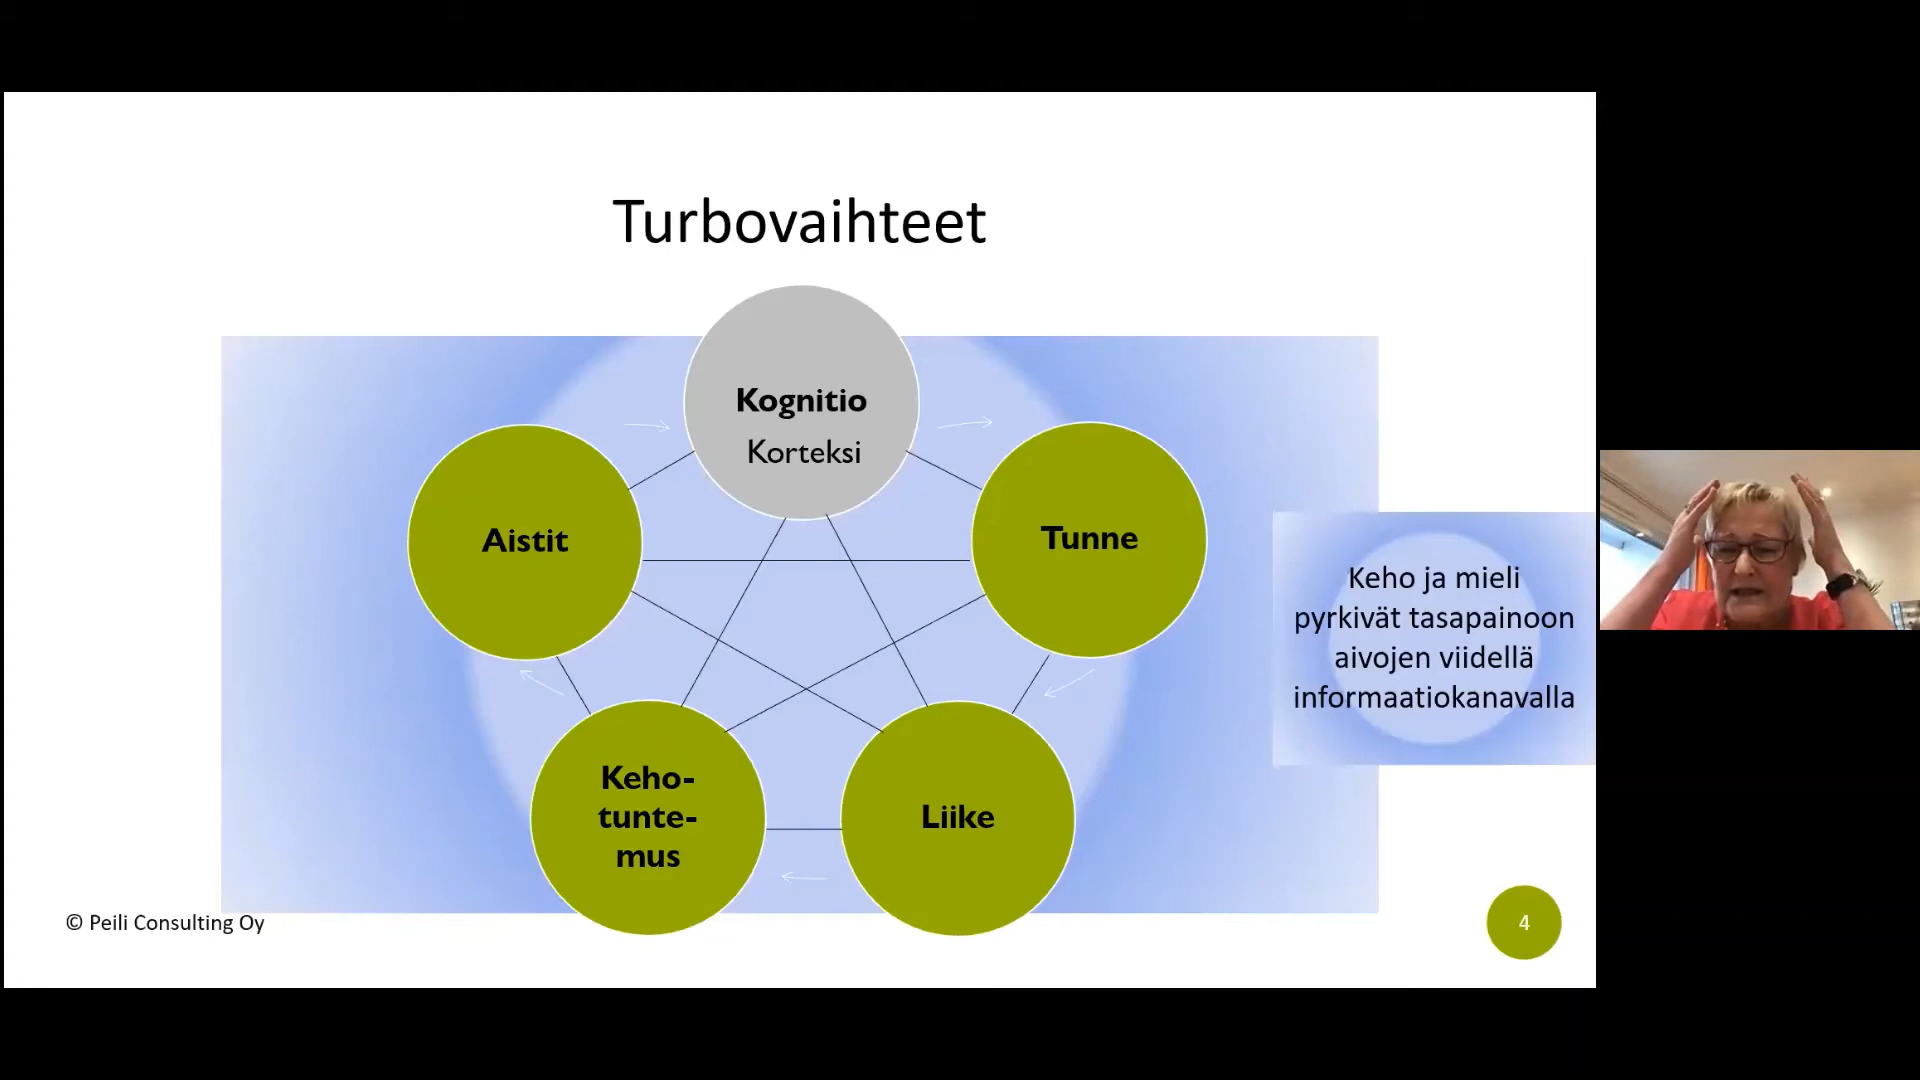 Turbovaihteet
Kognitio
Korteksi
Aistit
Tunne
Keho ja mieli
pyrkivät tasapainoon
aivojen viidellä
informaatiokanavalla
Keho-
tunte-
mus
Liike
© Peili Consulting Oy
4